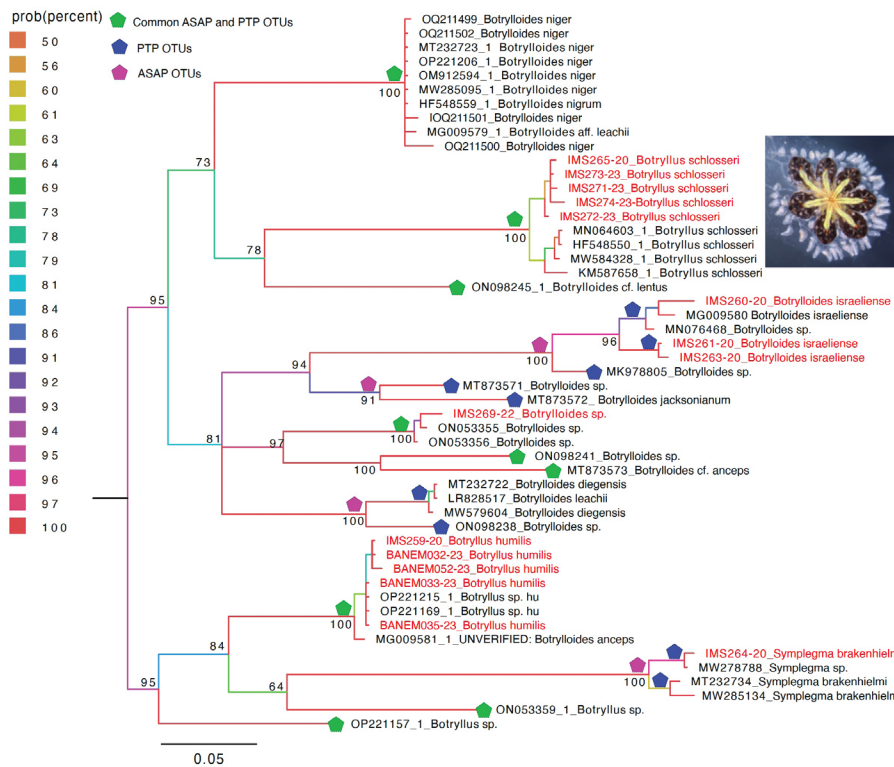 prob(percent)
50
56
60
61
63
64
69
73
78
79
81
84
86
91
92
93
94
95
96
97
100
Common ASAP and PTP OTUs
PTP OTUs
ASAP OTUs
OQ211499_Botrylloides niger
OQ211502_Botrylloides niger
MT232723_1 Botrylloides niger
OP221206_1_Botrylloides niger
OM912594_1_Botrylloides niger
MW285095_1_Botrylloides niger
HF548559_1_Botrylloides nigrum
IOQ211501_Botrylloides niger
MG009579_1_Botrylloides aff. leachii
OQ211500_Botrylloides niger
100
73
IMS265-20_Botryllus schlosseri
IMS273-23_Botryllus schlosseri
IMS271-23_Botryllus schlosseri
IMS274-23-Botryllus schlosseri
IMS272-23_Botryllus schlosseri
100
MN064603_1_Botryllus schlosseri
HF548550_1_Botryllus schlosseri
MW584328_1_Botryllus schlosseri
KM587658_1_Botryllus schlosseri
78
ON098245_1_Botrylloides cf. lentus
95
IMS260-20_Botrylloides israeliense
MG009580 Botrylloides israeliense
MN076468_Botrylloides sp.
96
IMS261-20_Botrylloides israeliense
IMS263-20_Botrylloides israeliense
100
MK978805_Botrylloides sp.
94
MT873571_Botrylloides sp.
91
MT873572_Botrylloides jacksonianum
IMS269-22_Botrylloides sp.
ON053355_Botrylloides sp.
100
ON053356_Botrylloides sp.
81
97
ON098241_Botrylloides sp.
100
MT873573_Botrylloides cf. anceps
MT232722_Botrylloides diegensis
LR828517_Botrylloides leachii
MW579604_Botrylloides diegensis
100
ON098238_Botrylloides sp.
IMS259-20_Botryllus humilis
BANEM032-23_Botryllus humilis
BANEM052-23_Botryllus humilis
BANEM033-23_Botryllus humilis
OP221215_1_Botryllus sp. hu
OP221169_1_Botryllus sp. hu
100
BANEM035-23_Botryllus humilis
MG009581_1_UNVERIFIED: Botrylloides anceps
84
IMS264-20_Symplegma brakenhielm
MW278788_Symplegma sp.
100
MT232734_Symplegma brakenhielmi
MW285134_Symplegma brakenhielm
95
64
ON053359_1_Botryllus sp.
OP221157_1_Botryllus sp.
0.05